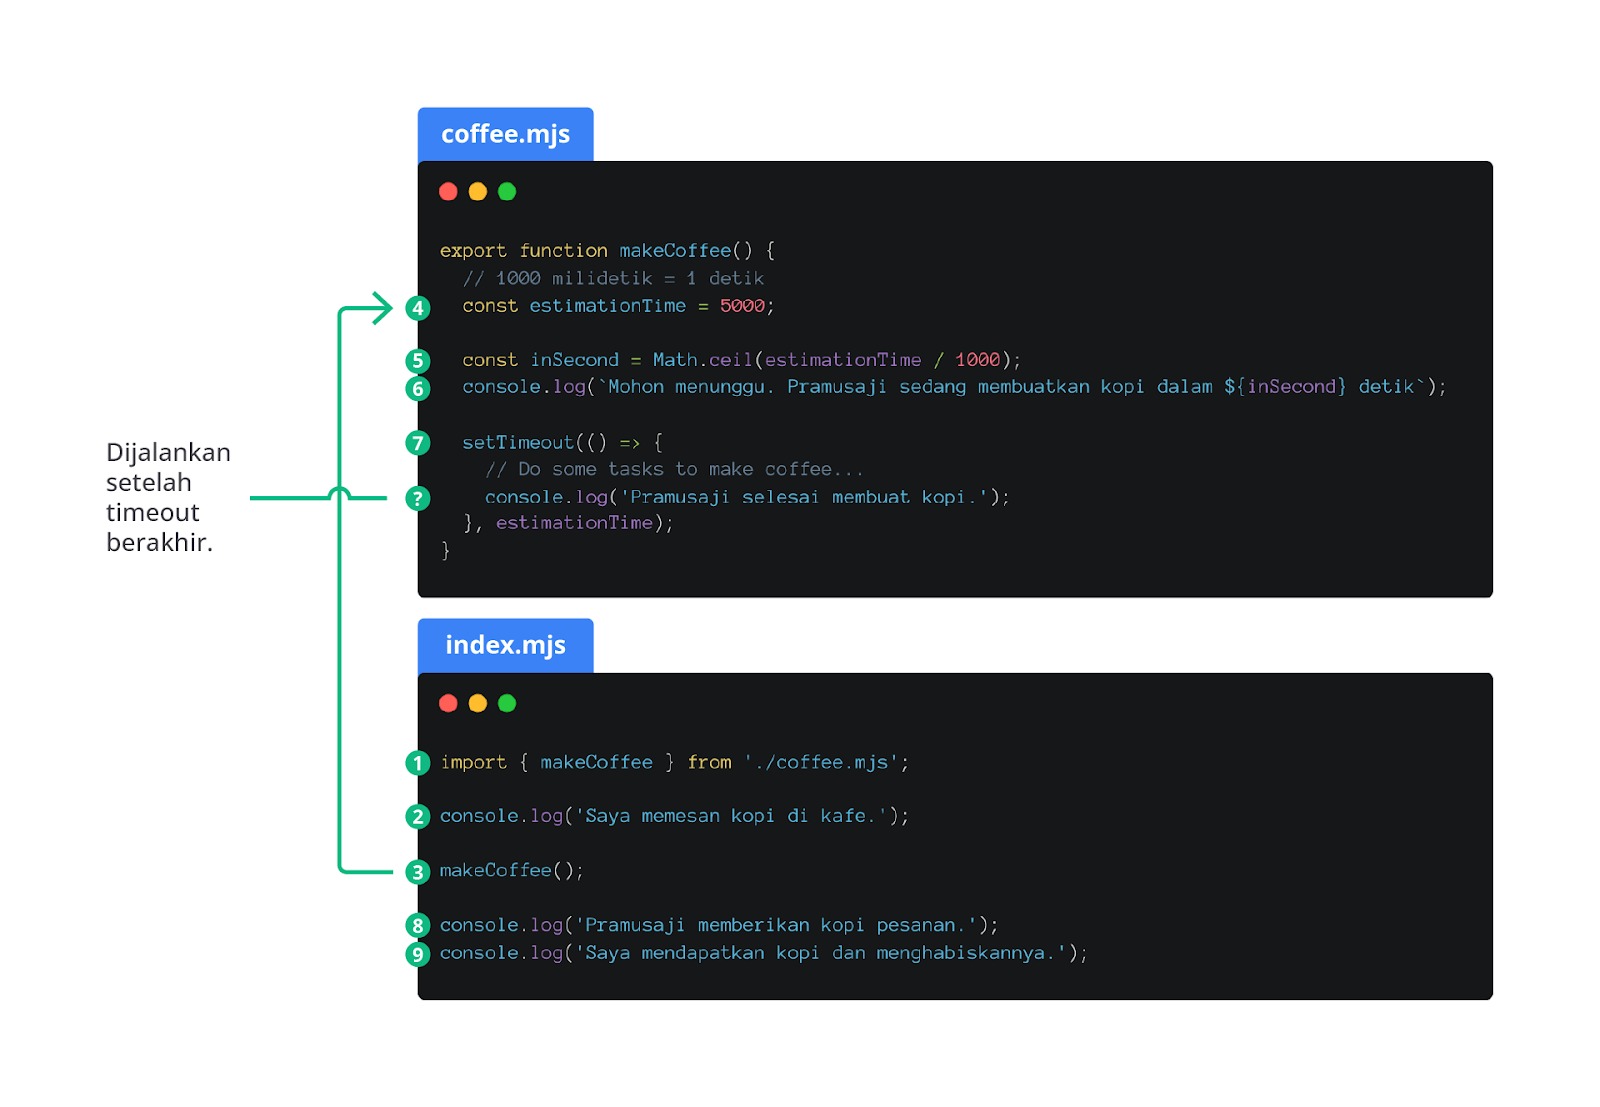 coffee.mjs
export function makeCoffee() {
// 1000 milidetik = 1 detik
4 const estimationTime = 5000;
5 const inSecond = Math.ceil(estimationTime / 1000);
6 console.log(`Mohon menunggu. Pramusaji sedang membuatkan kopi dalam ${inSecond} detik`);
7 setTimeout(() => {
// Do some tasks to make coffee...
? console.log('Pramusaji selesai membuat kopi.');
}, estimationTime);
}
Dijalankan
setelah
timeout
berakhir.
index.mjs
1 import { makeCoffee } from './coffee.mjs';
2 console.log('Saya memesan kopi di kafe.');
3 makeCoffee();
8 console.log('Pramusaji memberikan kopi pesanan.');
9 console.log('Saya mendapatkan kopi dan menghabiskannya.');